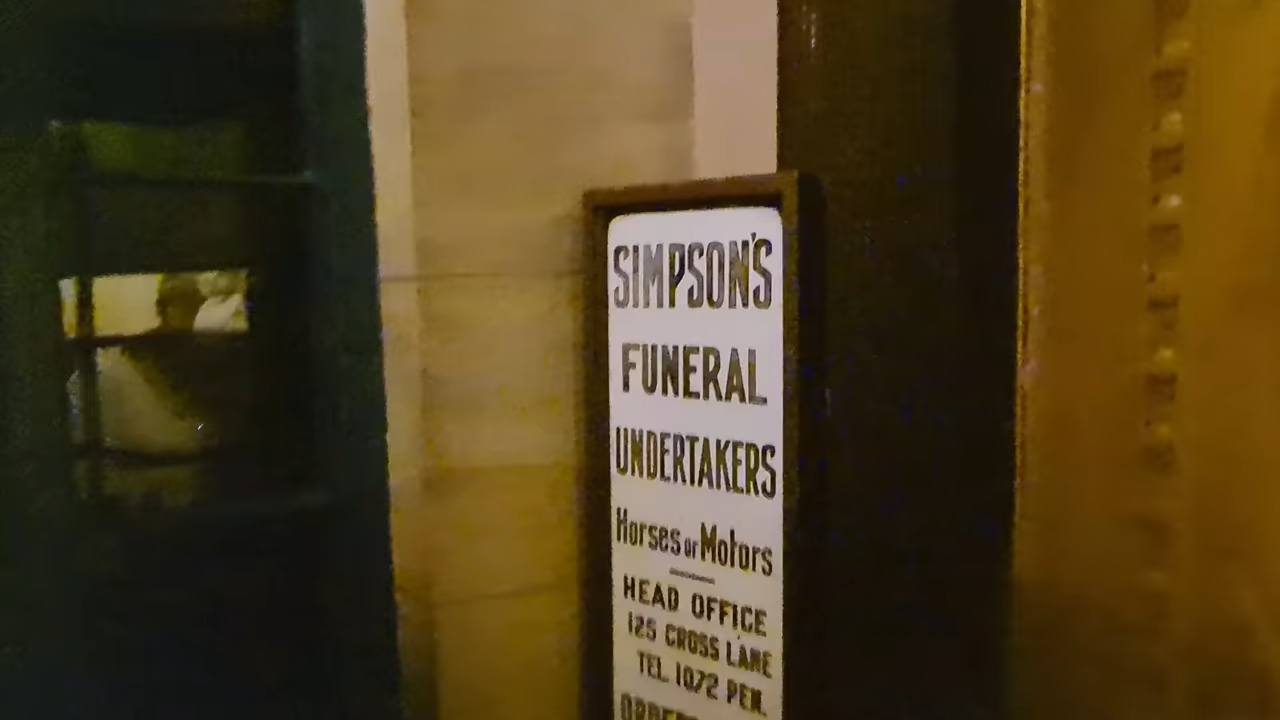 SIMPSON'S
FUNERAL
UNDERTAKERS
Horses or Motors
HEAD OFFICE
125 CROSS LANE
TEL. 1072 PEN.